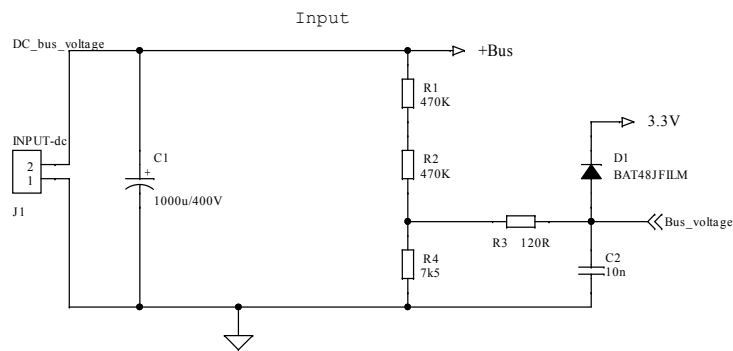 Input
DC_bus_voltage
+Bus
R1
470K
3.3V
INPUT-dc
2
1
J1
C1
+
1000u/400V
R2
470K
D1
BAT48JFILM
R3 120R
Bus_voltage
R4
7k5
C2
10n